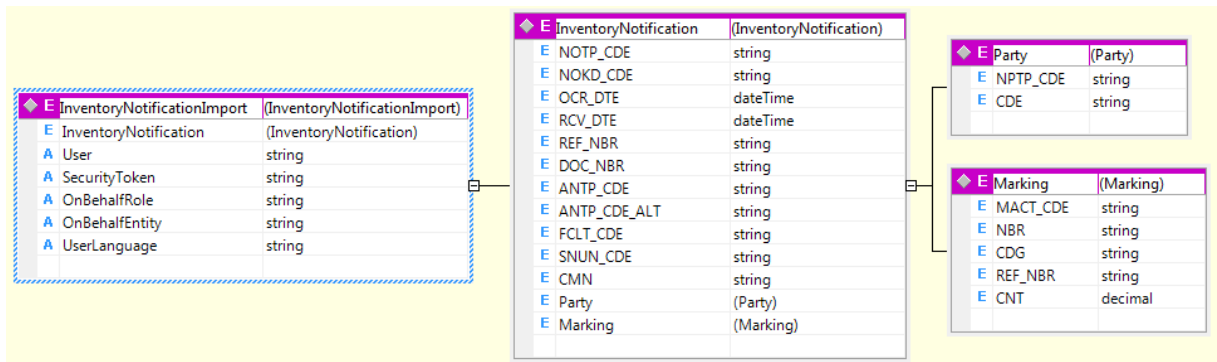 E InventoryNotificationImport (InventoryNotificationImport)
E InventoryNotification (InventoryNotification)
A User string
A SecurityToken string
A OnBehalfRole string
A OnBehalfEntity string
A UserLanguage string
E InventoryNotification (InventoryNotification)
E NOTP_CDE string
E NOKD_CDE string
E OCR_DTE dateTime
E RCV_DTE dateTime
E REF_NBR string
E DOC_NBR string
E ANTP_CDE string
E ANTP_CDE_ALT string
E FCLT_CDE string
E SNUN_CDE string
E CMN string
E Party (Party)
E Marking (Marking)
E Party (Party)
E NPTP_CDE string
E CDE string
E Marking (Marking)
E MACT_CDE string
E NBR string
E CDG string
E REF_NBR string
E CNT decimal